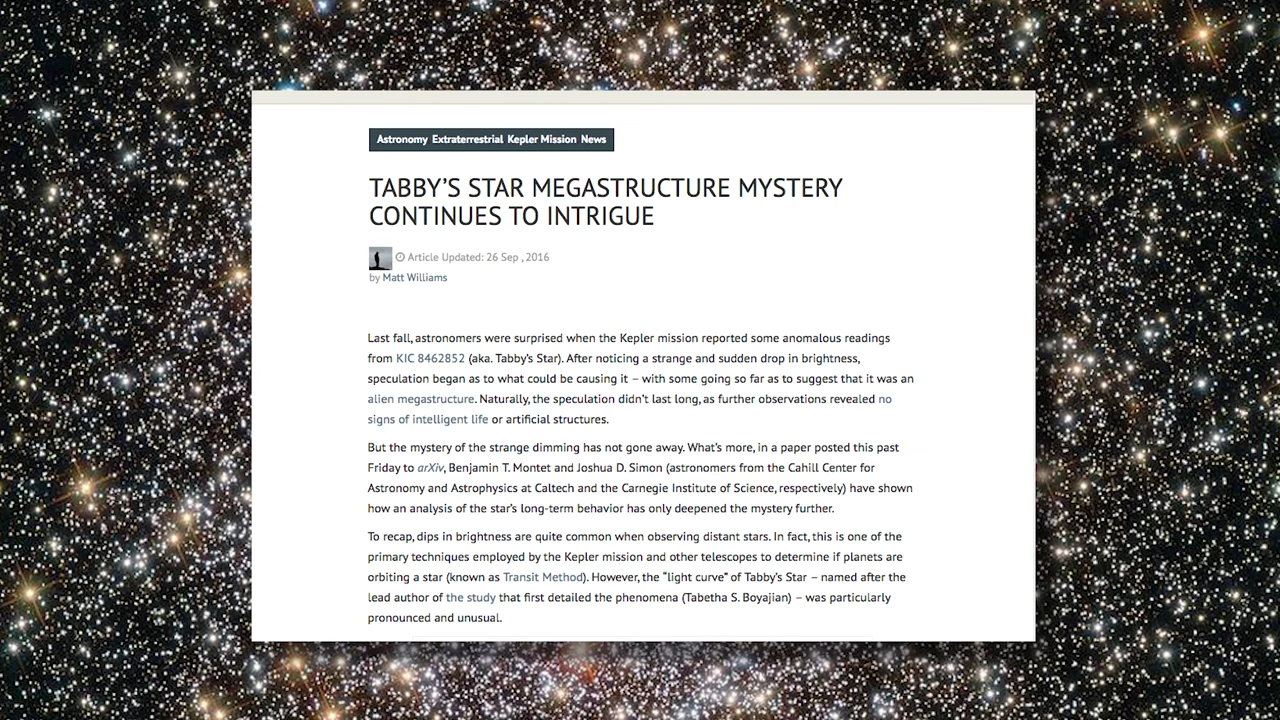 Astronomy Extraterrestrial Kepler Mission News
TABBY'S STAR MEGASTRUCTURE MYSTERY
CONTINUES TO INTRIGUE
Article Updated: 26 Sep , 2016
by Matt Williams
Last fall, astronomers were surprised when the Kepler mission reported some anomalous readings
from KIC 8462852 (aka. Tabby's Star). After noticing a strange and sudden drop in brightness,
speculation began as to what could be causing it – with some going so far as to suggest that it was an
alien megastructure. Naturally, the speculation didn't last long, as further observations revealed no
signs of intelligent life or artificial structures.
But the mystery of the strange dimming has not gone away. What's more, in a paper posted this past
Friday to arXiv, Benjamin T. Montet and Joshua D. Simon (astronomers from the Cahill Center for
Astronomy and Astrophysics at Caltech and the Carnegie Institute of Science, respectively) have shown
how an analysis of the star's long-term behavior has only deepened the mystery further.
To recap, dips in brightness are quite common when observing distant stars. In fact, this is one of the
primary techniques employed by the Kepler mission and other telescopes to determine if planets are
orbiting a star (known as Transit Method). However, the "light curve" of Tabby's Star – named after the
lead author of the study that first detailed the phenomena (Tabetha S. Boyajian) – was particularly
pronounced and unusual.